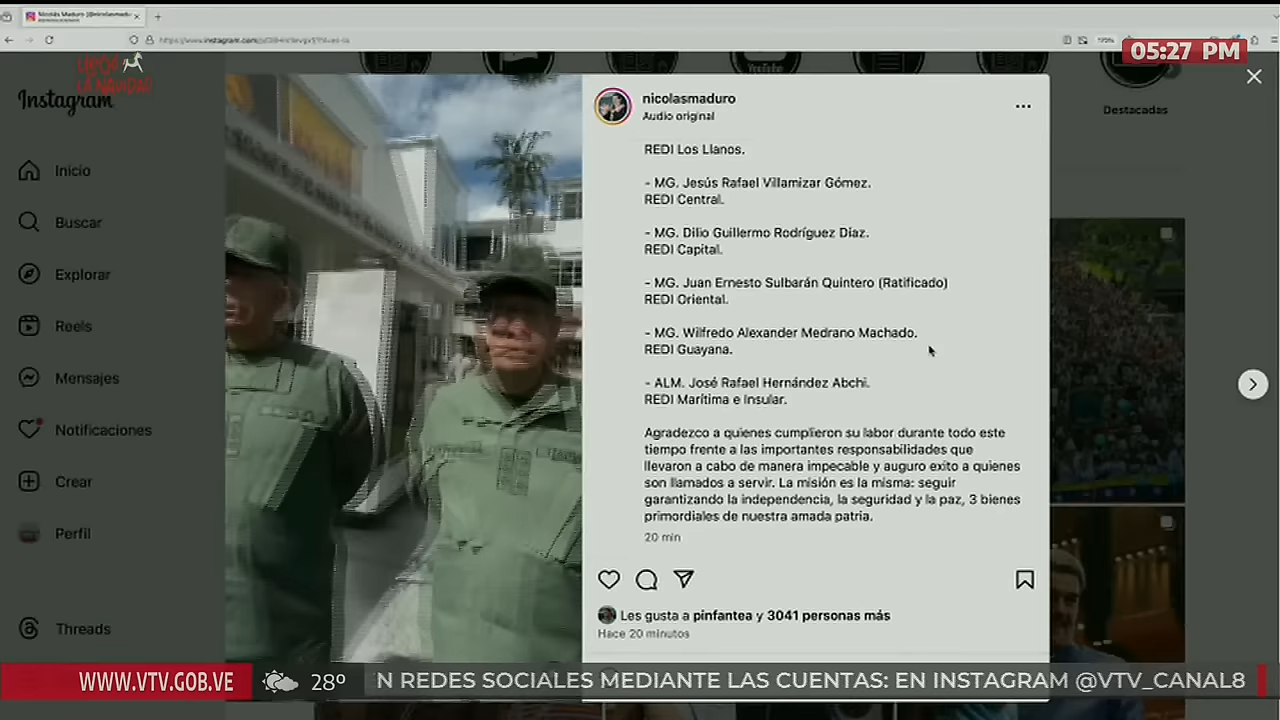 05:27 PM
Instagram
LA NAVIDAD
YouTube
Destacadas
Inicio
Buscar
Explorar
Reels
Mensajes
Notificaciones
Crear
Perfil
Threads
nicolasmaduro
Audio original
REDI Los Llanos.
- MG. Jesús Rafael Villamizar Gómez.
REDI Central.
- MG. Dilio Guillermo Rodríguez Díaz.
REDI Capital.
- MG. Juan Ernesto Sulbarán Quintero (Ratificado)
REDI Oriental.
- MG. Wilfredo Alexander Medrano Machado.
REDI Guayana.
- ALM. José Rafael Hernández Abchi.
REDI Marítima e Insular.
Agradezco a quienes cumplieron su labor durante todo este
tiempo frente a las importantes responsabilidades que
llevaron a cabo de manera impecable y auguro exito a quienes
son llamados a servir. La misión es la misma: seguir
garantizando la independencia, la seguridad y la paz, 3 bienes
primordiales de nuestra amada patria.
20 min
Les gusta a pinfantea y 3041 personas más
Hace 20 minutos
WWW.VTV.GOB.VE
28°
N REDES SOCIALES MEDIANTE LAS CUENTAS: EN INSTAGRAM @VTV_CANAL8